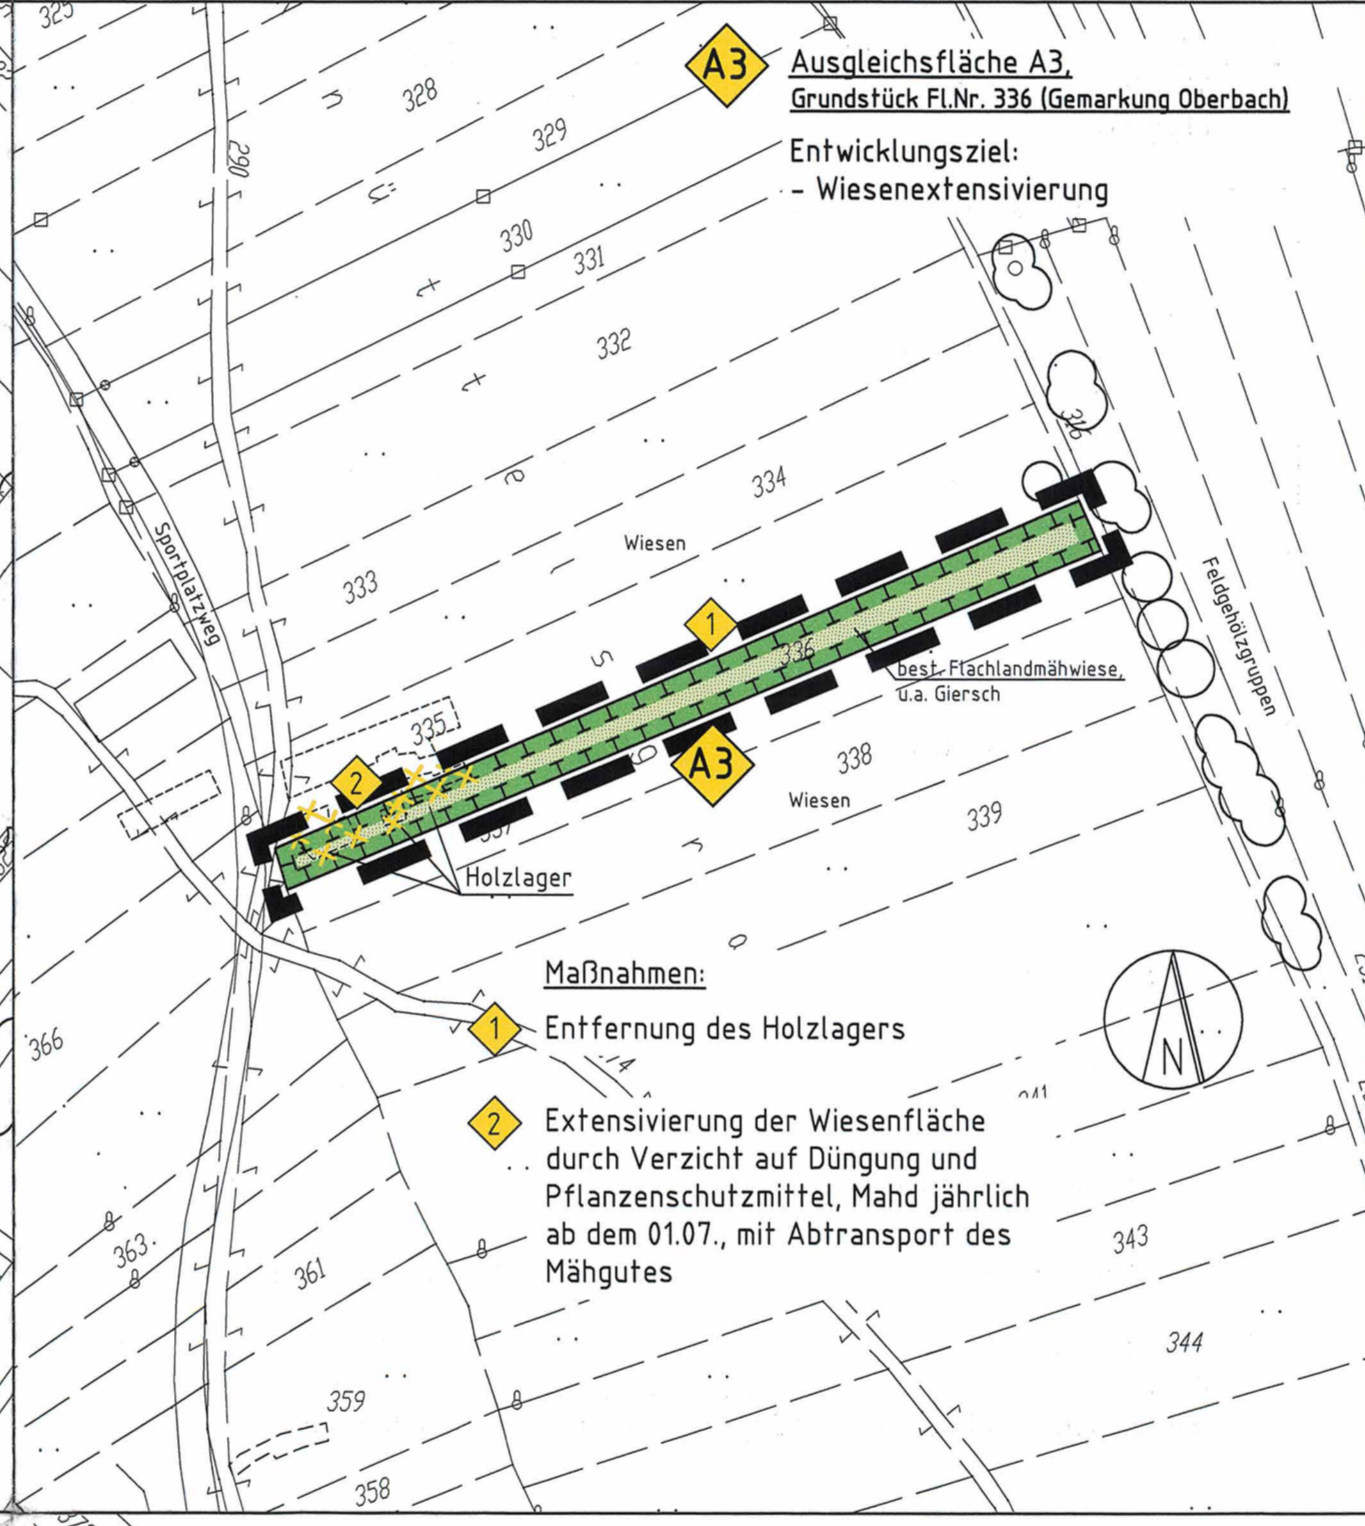 325
A3
Ausgleichsfläche A3,
Grundstück Fl.Nr. 336 (Gemarkung Oberbach)
Entwicklungsziel:
- Wiesenextensivierung
n
328
329
290
ü
330
331
t
332
t
316
e
334
Wiesen
l
Sportplatzweg
333
Feldgehölzgruppen
1
336
s
best. Flachlandmähwiese,
u.a. Giersch
335
g
A3
338
2
Wiesen
339
337
r
Holzlager
o
Maßnahmen:
1
Entfernung des Holzlagers
N
366
341
2
Extensivierung der Wiesenfläche
durch Verzicht auf Düngung und
Pflanzenschutzmittel, Mahd jährlich
ab dem 01.07., mit Abtransport des
Mähgutes
363
361
343
344
359
358